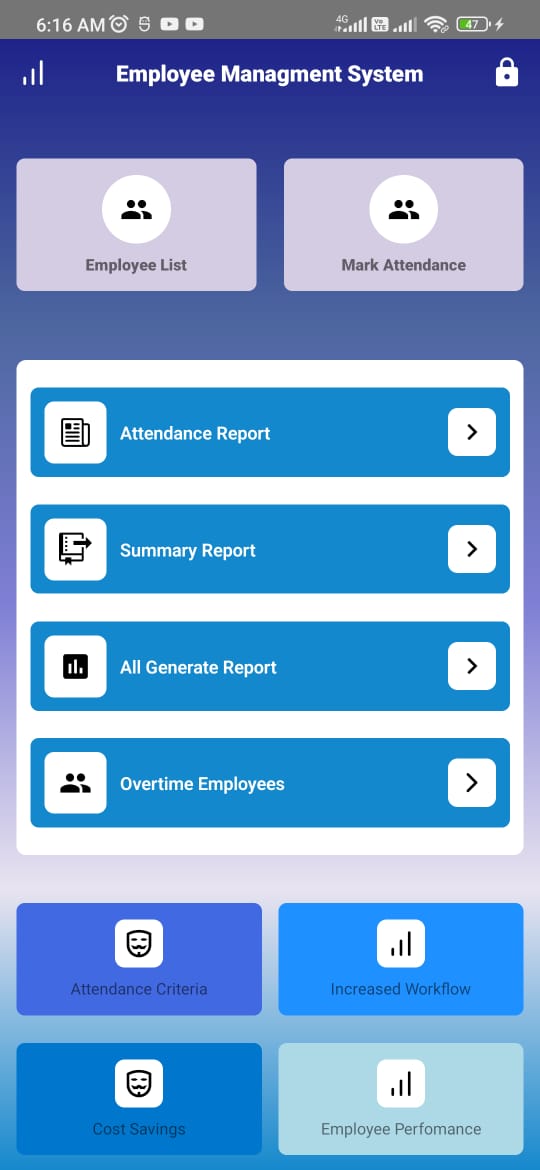 6:16 AM
4G
Vo
LTE
47
Employee Managment System
Employee List
Mark Attendance
Attendance Report
Summary Report
All Generate Report
Overtime Employees
Attendance Criteria
Increased Workflow
Cost Savings
Employee Perfomance